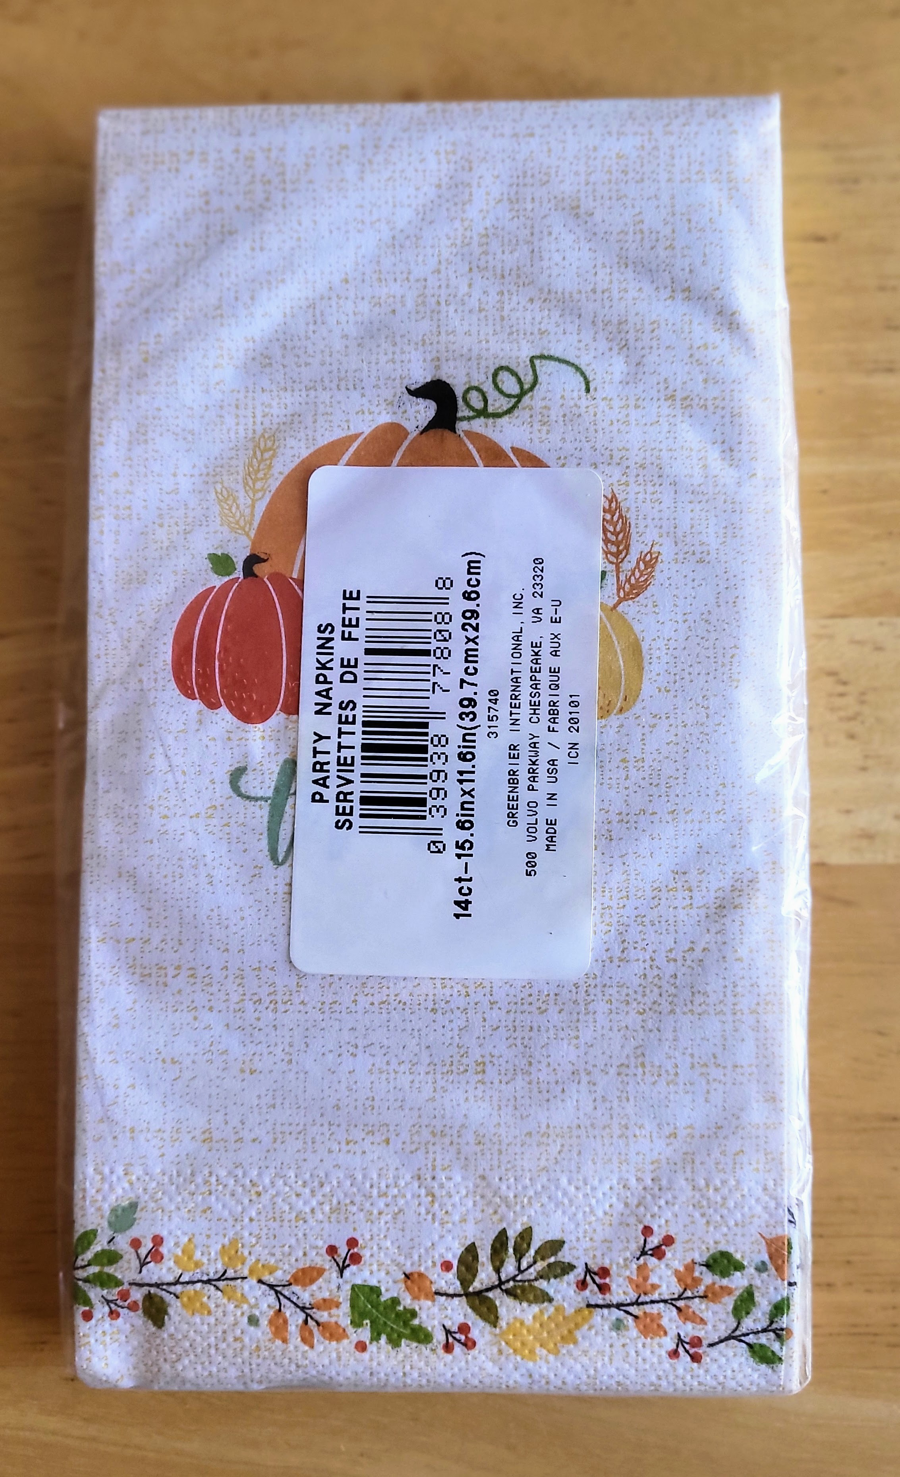 PARTY NAPKINS
SERVIETTES DE FETE
0 39938 77808 8
14ct-15.6inx11.6in(39.7cmx29.6cm)
315740
GREENBRIER INTERNATIONAL, INC.
500 VOLVO PARKWAY CHESAPEAKE, VA 23320
MADE IN USA / FABRIQUE AUX E-U
ICN 20101